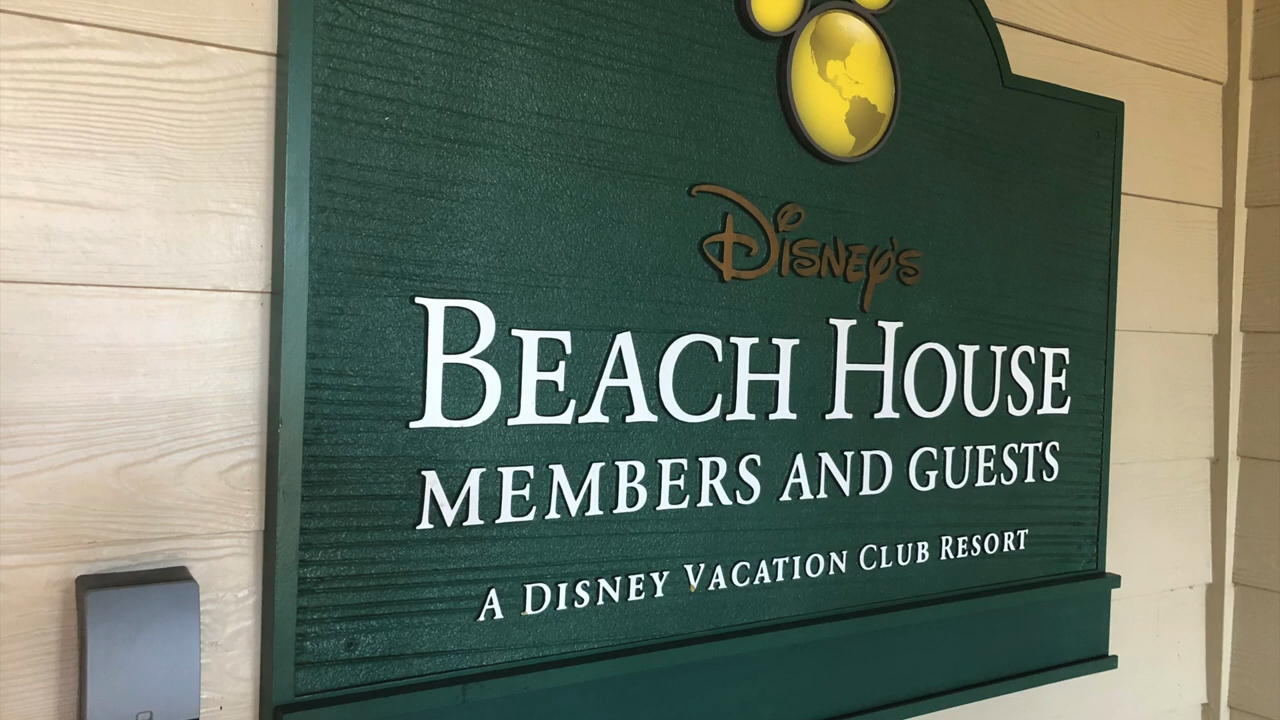 Disney's
BEACH HOUSE
MEMBERS AND GUESTS
A DISNEY VACATION CLUB RESORT